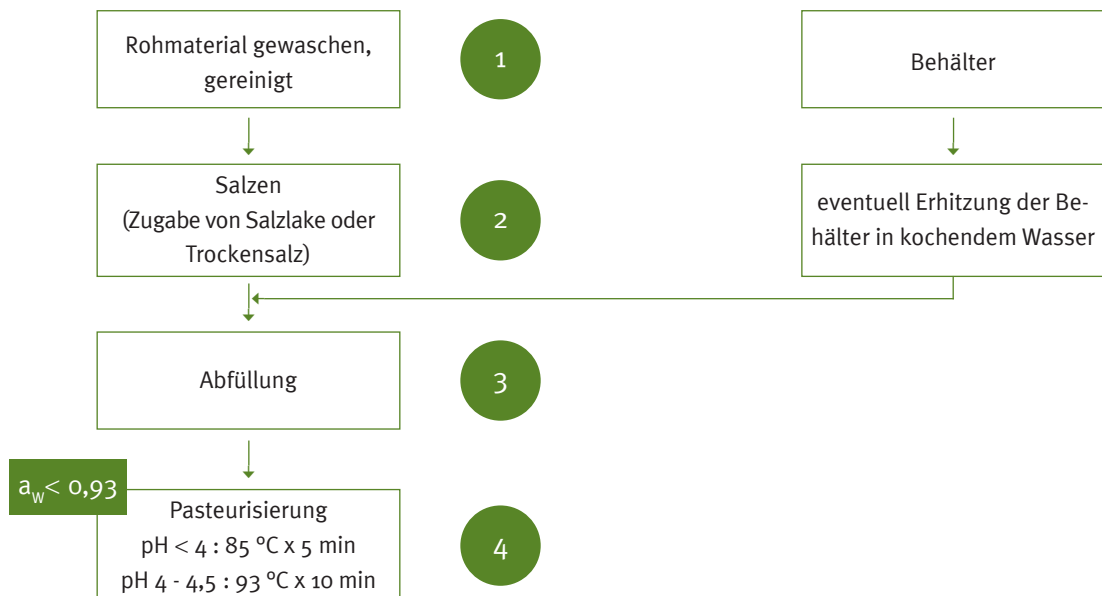 Rohmaterial gewaschen,
gereinigt
1
Behälter
Salzen
(Zugabe von Salzlake oder
Trockensalz)
2
eventuell Erhitzung der Be-
hälter in kochendem Wasser
Abfüllung
3
aw< 0,93
Pasteurisierung
pH < 4 : 85 °C x 5 min
pH 4 - 4,5 : 93 °C x 10 min
4